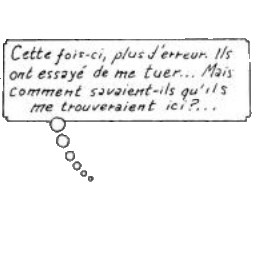 Cette fois-ci, plus d'erreur. Ils
ont essayé de me tuer... Mais
comment savaient-ils qu'ils
me trouveraient ici?...